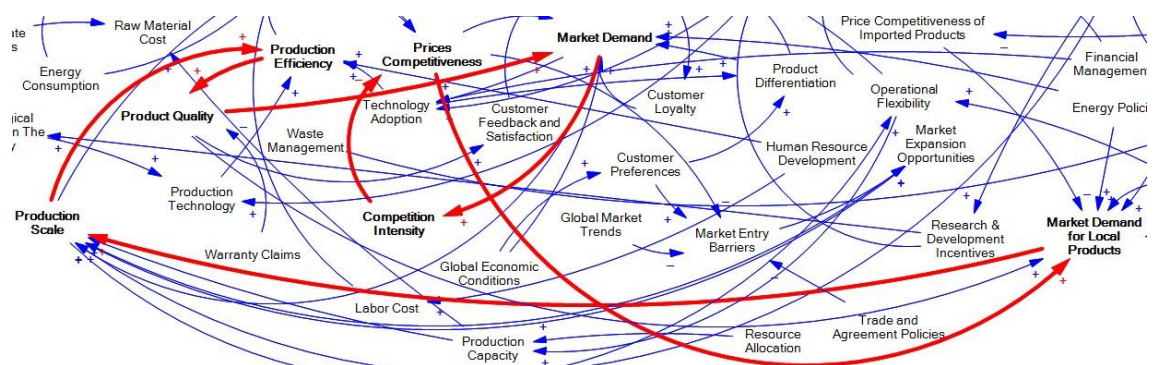 Raw Material
Cost
Energy
Consumption
Production
Efficiency
Prices
Competitiveness
Market Demand
Product Quality
Technology
Adoption
Waste
Management
Customer
Feedback and
Satisfaction
Customer
Loyalty
Product
Differentiation
Price Competitiveness of
Imported Products
Operational
Flexibility
Financial
Management
Market
Expansion
Opportunities
Human Resource
Development
Customer
Preferences
Production
Technology
Production
Scale
Competition
Intensity
Global Market
Trends
Market Entry
Barriers
Research &
Development
Incentives
Market Demand
for Local
Products
Warranty Claims
Global Economic
Conditions
Labor Cost
Production
Capacity
Resource
Allocation
Trade and
Agreement Policies